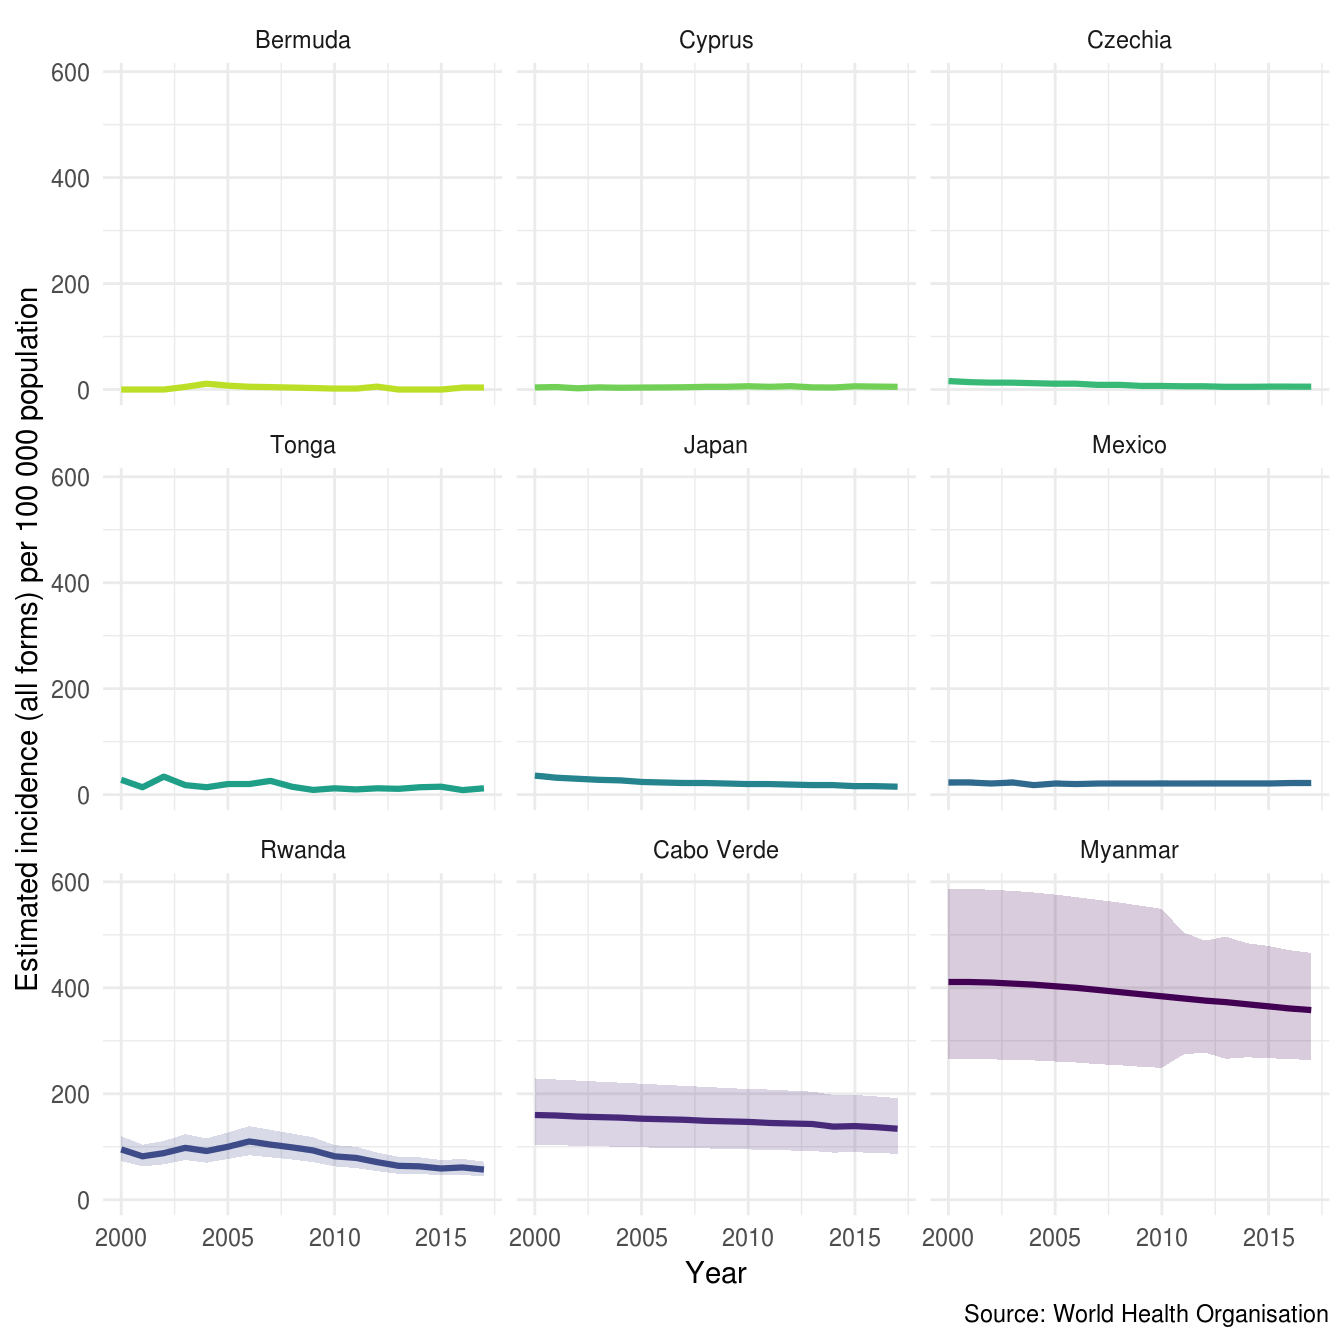 Bermuda Cyprus Czechia
600
400
200
0
Tonga Japan Mexico
600
400
200
0
Rwanda Cabo Verde Myanmar
600
400
200
0
2000 2005 2010 2015 2000 2005 2010 2015 2000 2005 2010 2015
Year
Estimated incidence (all forms) per 100 000 population
Source: World Health Organisation